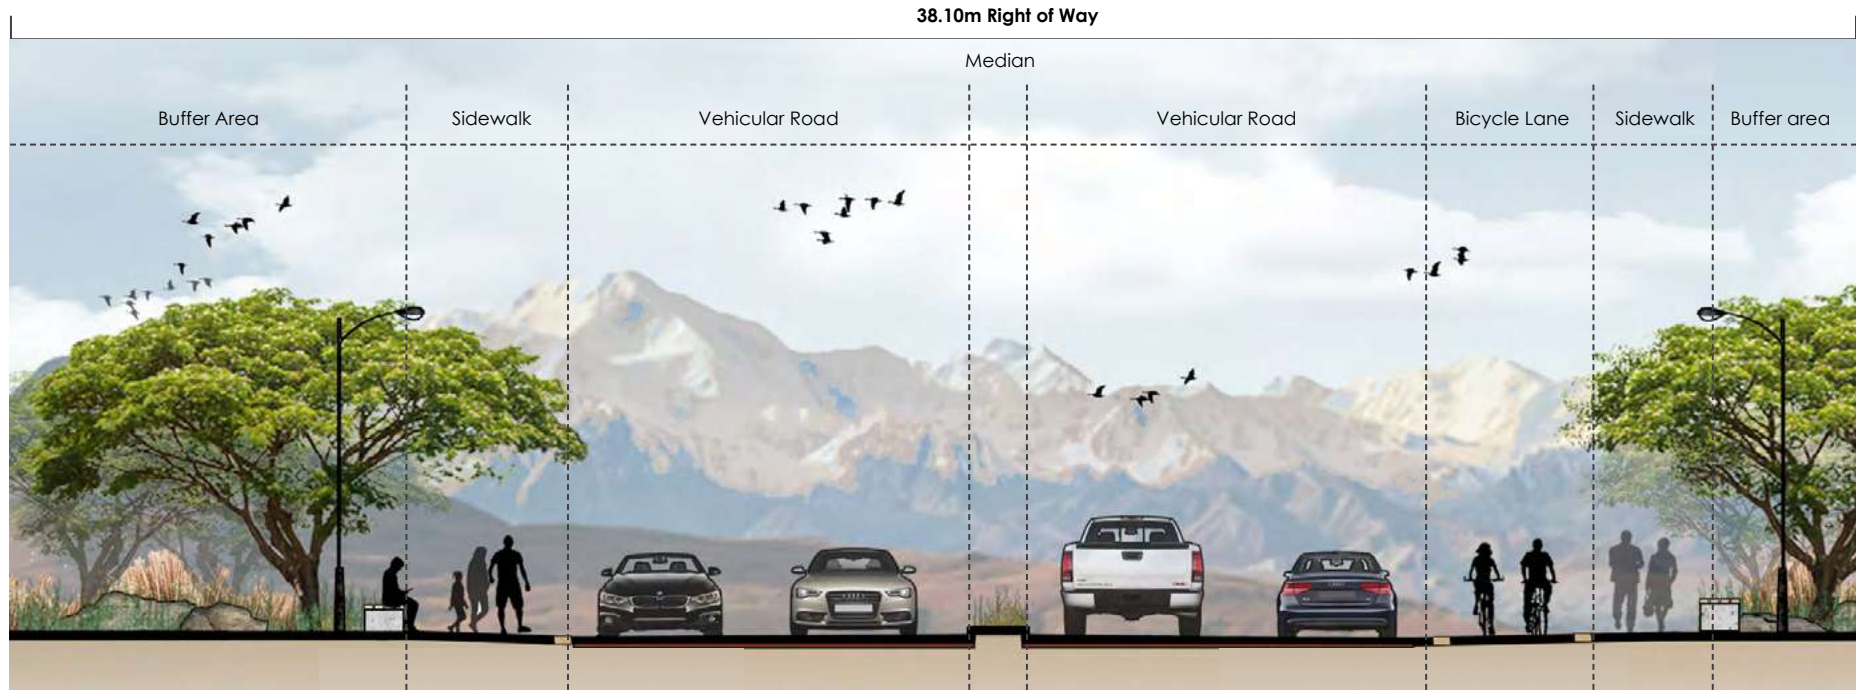 38.10m Right of Way
Median
Buffer Area
Sidewalk
Vehicular Road
Vehicular Road
Bicycle Lane
Sidewalk
Buffer area